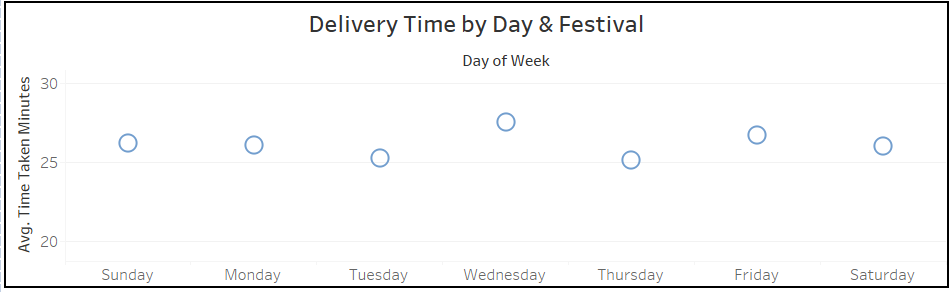 Delivery Time by Day & Festival
Day of Week
Avg. Time Taken Minutes
30
25
20
Sunday Monday Tuesday Wednesday Thursday Friday Saturday